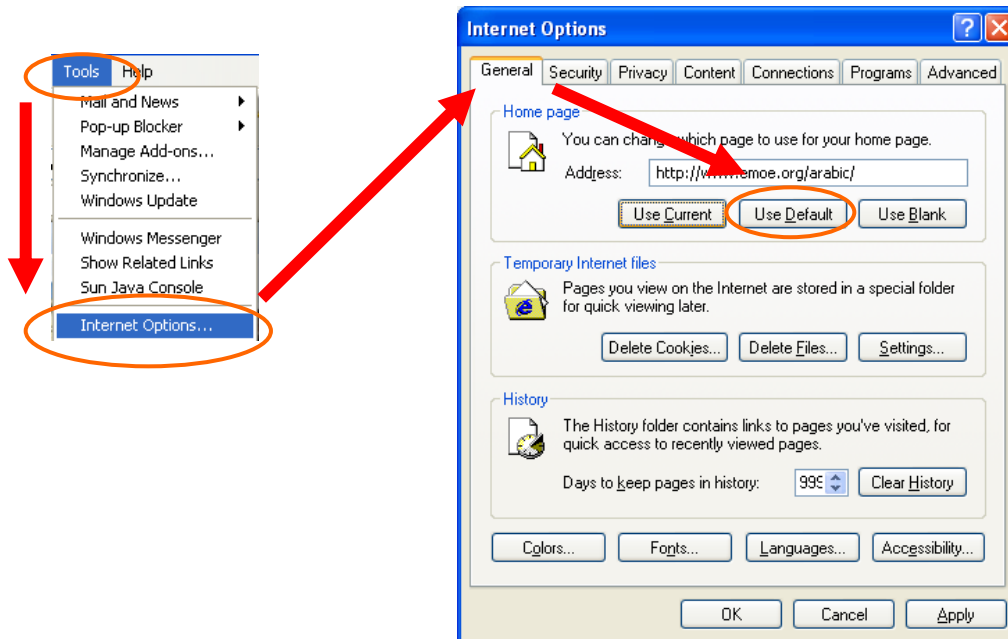 Tools Help
Mail and News
Pop-up Blocker
Manage Add-ons...
Synchronize...
Windows Update
Windows Messenger
Show Related Links
Sun Java Console
Internet Options...
Internet Options
General Security Privacy Content Connections Programs Advanced
Home page
You can change which page to use for your home page.
Address: http://www.emoe.org/arabic/
Use Current Use Default Use Blank
Temporary Internet files
Pages you view on the Internet are stored in a special folder
for quick viewing later.
Delete Cookies... Delete Files... Settings...
History
The History folder contains links to pages you've visited, for
quick access to recently viewed pages.
Days to keep pages in history: 999 Clear History
Colors... Fonts... Languages... Accessibility...
OK Cancel Apply